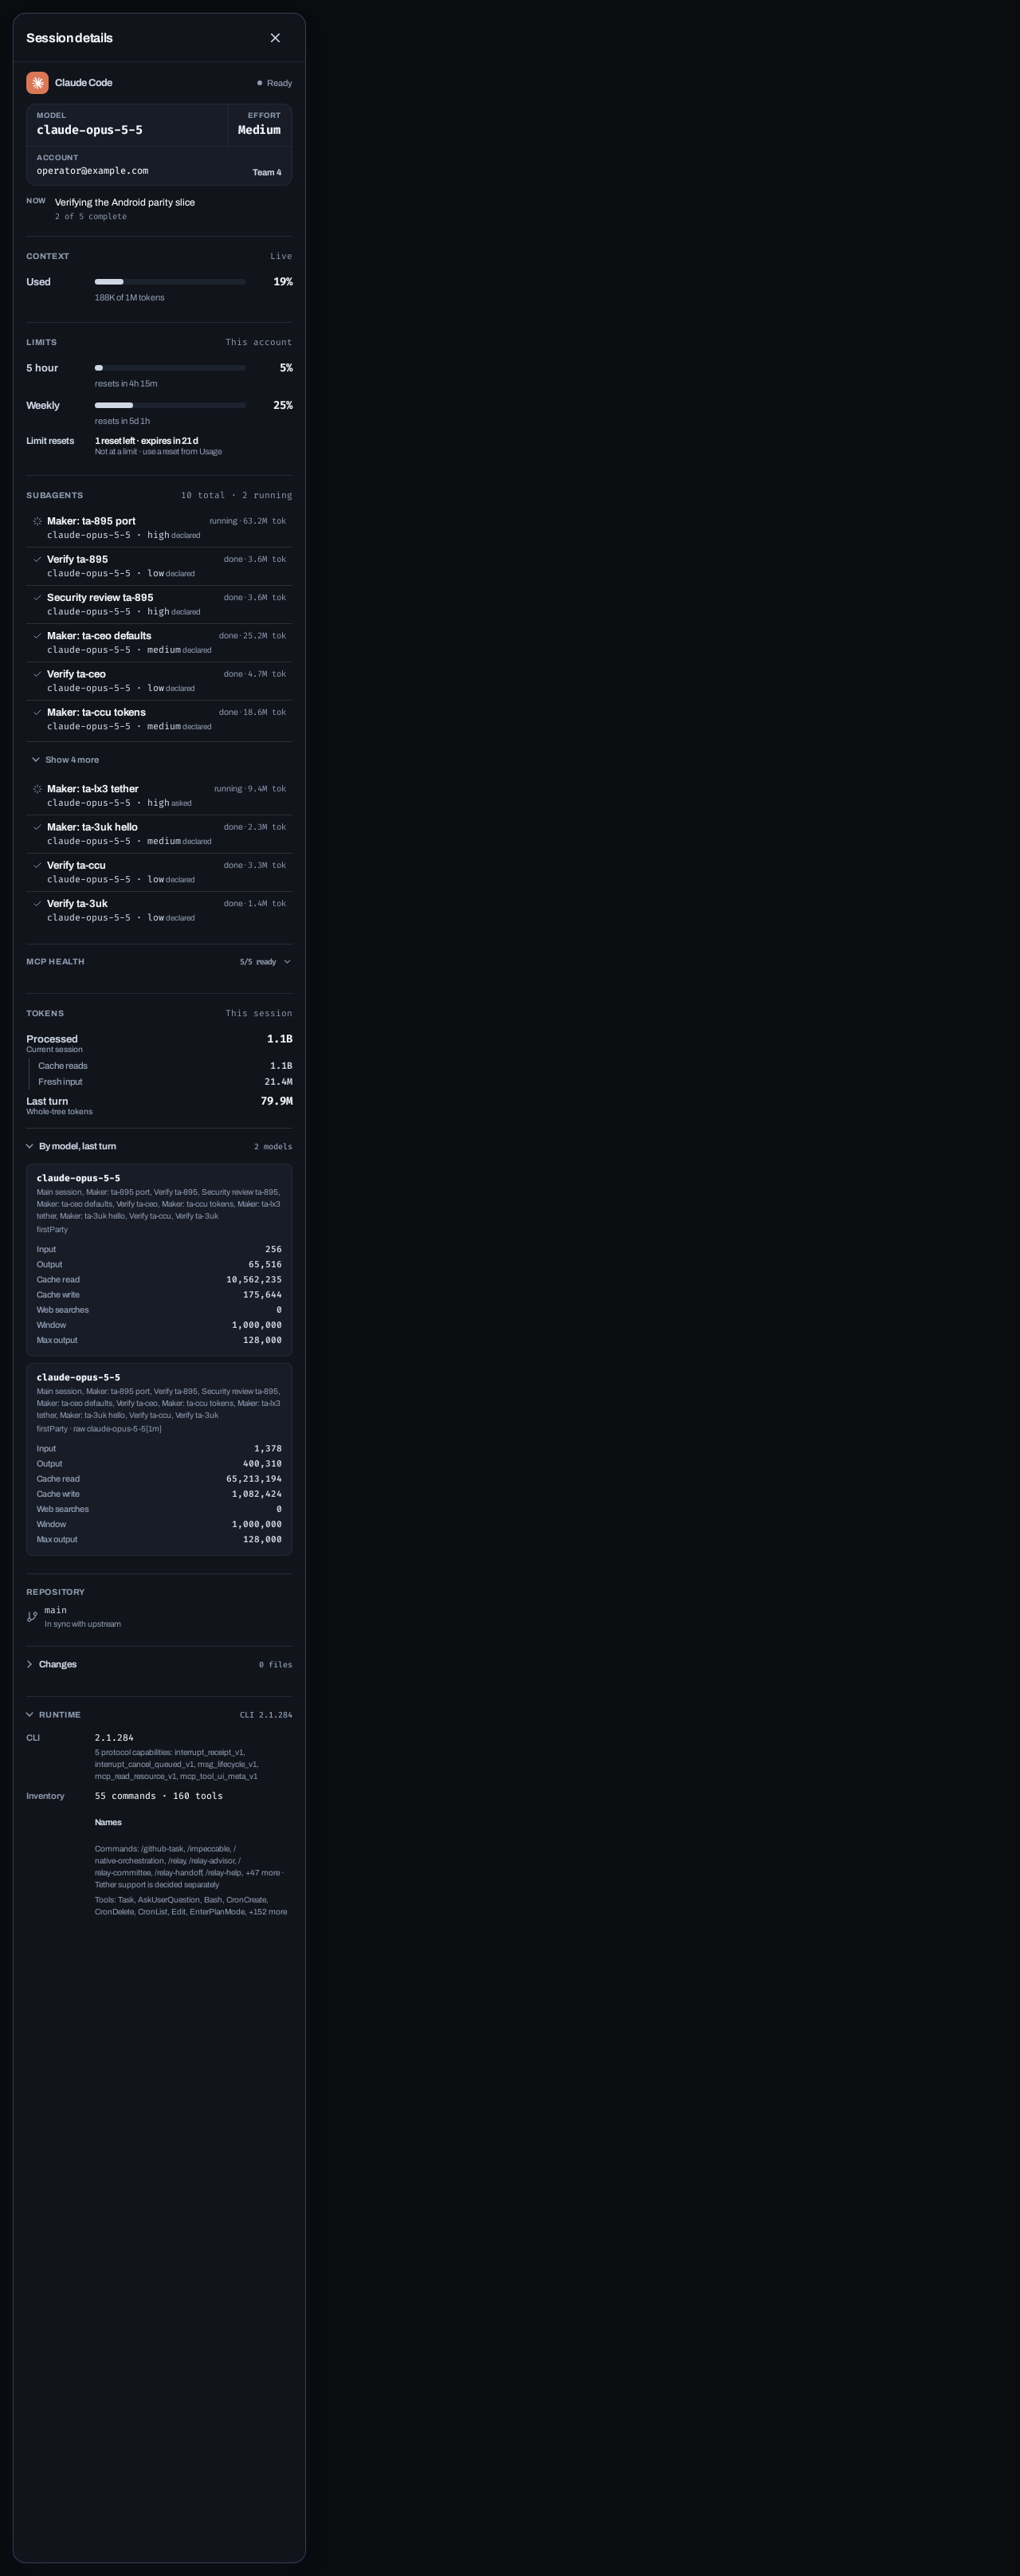 Session details
Claude Code
Ready
MODEL
EFFORT
claude-opus-5-5
Medium
ACCOUNT
operator@example.com
Team 4
NOW
Verifying the Android parity slice
2 of 5 complete
CONTEXT
Live
Used
19%
188K of 1M tokens
LIMITS
This account
5 hour
5%
resets in 4h 15m
Weekly
25%
resets in 5d 1h
Limit resets
1 reset left · expires in 21d
Not at a limit · use a reset from Usage
SUBAGENTS
10 total · 2 running
Maker: ta-895 port
running · 63.2M tok
claude-opus-5-5 · high declared
Verify ta-895
done · 3.6M tok
claude-opus-5-5 · low declared
Security review ta-895
done · 3.6M tok
claude-opus-5-5 · high declared
Maker: ta-ceo defaults
done · 25.2M tok
claude-opus-5-5 · medium declared
Verify ta-ceo
done · 4.7M tok
claude-opus-5-5 · low declared
Maker: ta-ccu tokens
done · 18.6M tok
claude-opus-5-5 · medium declared
Show 4 more
Maker: ta-lx3 tether
running · 9.4M tok
claude-opus-5-5 · high asked
Maker: ta-3uk hello
done · 2.3M tok
claude-opus-5-5 · medium declared
Verify ta-ccu
done · 3.3M tok
claude-opus-5-5 · low declared
Verify ta-3uk
done · 1.4M tok
claude-opus-5-5 · low declared
MCP HEALTH
5/5 ready
TOKENS
This session
Processed
1.1B
Current session
Cache reads
1.1B
Fresh input
21.4M
Last turn
79.9M
Whole-tree tokens
By model, last turn
2 models
claude-opus-5-5
Main session, Maker: ta-895 port, Verify ta-895, Security review ta-895,
Maker: ta-ceo defaults, Verify ta-ceo, Maker: ta-ccu tokens, Maker: ta-lx3
tether, Maker: ta-3uk hello, Verify ta-ccu, Verify ta-3uk
firstParty
Input
256
Output
65,516
Cache read
10,562,235
Cache write
175,644
Web searches
0
Window
1,000,000
Max output
128,000
claude-opus-5-5
Main session, Maker: ta-895 port, Verify ta-895, Security review ta-895,
Maker: ta-ceo defaults, Verify ta-ceo, Maker: ta-ccu tokens, Maker: ta-lx3
tether, Maker: ta-3uk hello, Verify ta-ccu, Verify ta-3uk
firstParty · raw claude-opus-5-5[1m]
Input
1,378
Output
400,310
Cache read
65,213,194
Cache write
1,082,424
Web searches
0
Window
1,000,000
Max output
128,000
REPOSITORY
main
In sync with upstream
Changes
0 files
RUNTIME
CLI 2.1.284
CLI
2.1.284
5 protocol capabilities: interrupt_receipt_v1,
interrupt_cancel_queued_v1, msg_lifecycle_v1,
mcp_read_resource_v1, mcp_tool_ui_meta_v1
Inventory
55 commands · 160 tools
Names
Commands: /github-task, /impeccable, /
native-orchestration, /relay, /relay-advisor, /
relay-committee, /relay-handoff, /relay-help, +47 more ·
Tether support is decided separately
Tools: Task, AskUserQuestion, Bash, CronCreate,
CronDelete, CronList, Edit, EnterPlanMode, +152 more